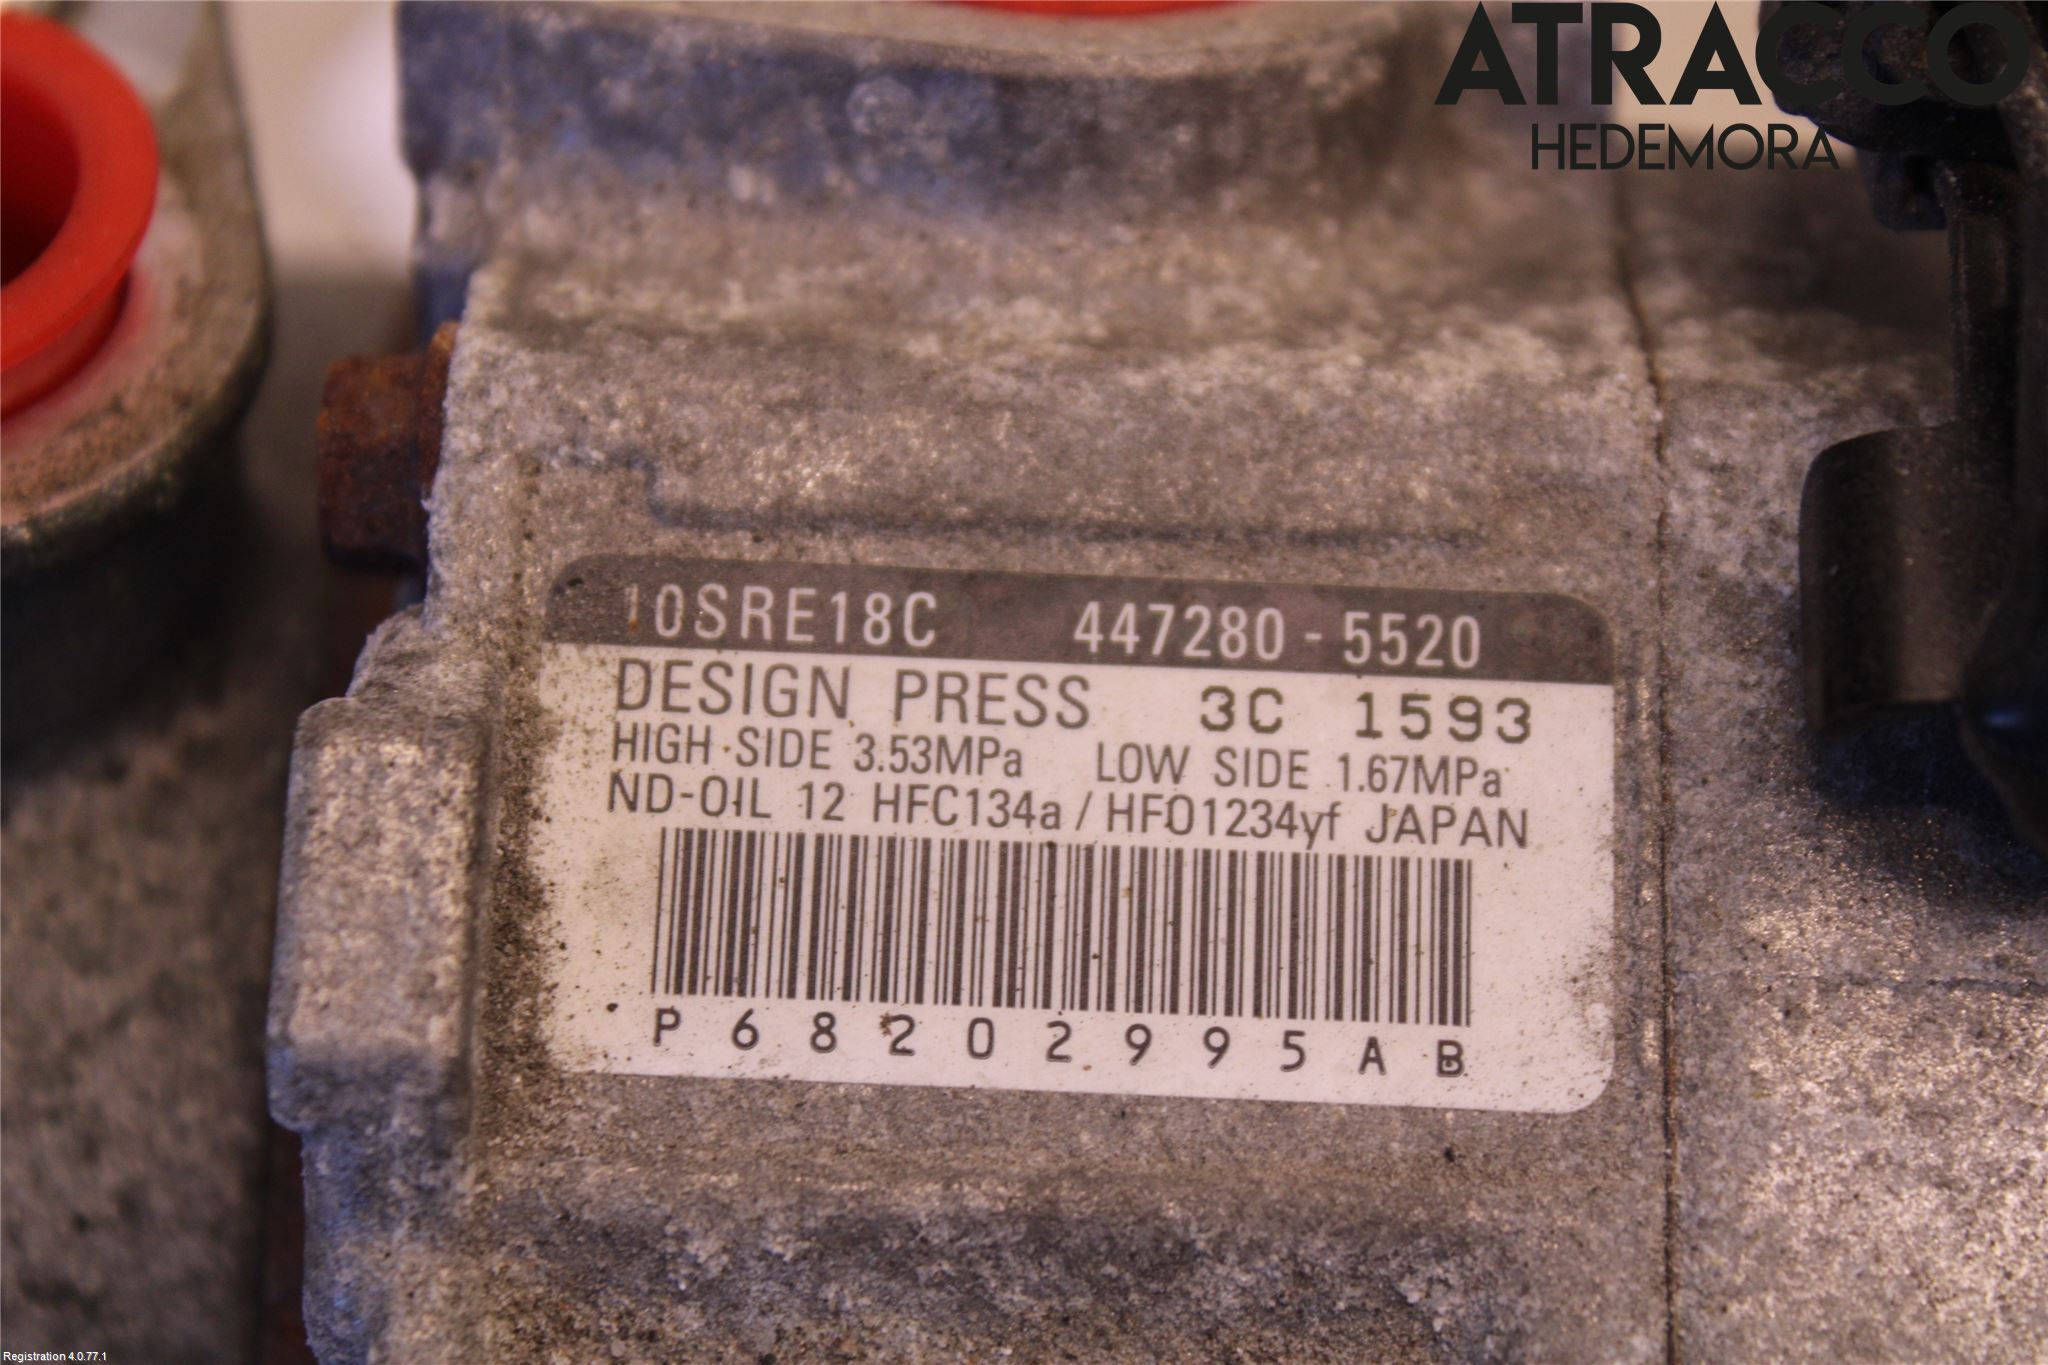 ATRACCO
HEDEMORA
10SRE18C 447280-5520
DESIGN PRESS 3C 1593
HIGH SIDE 3.53MPa LOW SIDE 1.67MPa
ND-OIL 12 HFC134a / HFO1234yf JAPAN
P68202995AB
Registration 4.0.77.1